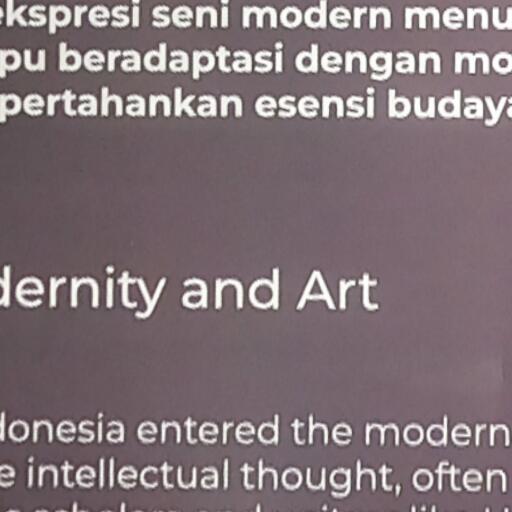 ekspresi seni modern menu
pu beradaptasi dengan mo
pertahankan esensi budaya
dernity and Art
donesia entered the modern
e intellectual thought, often